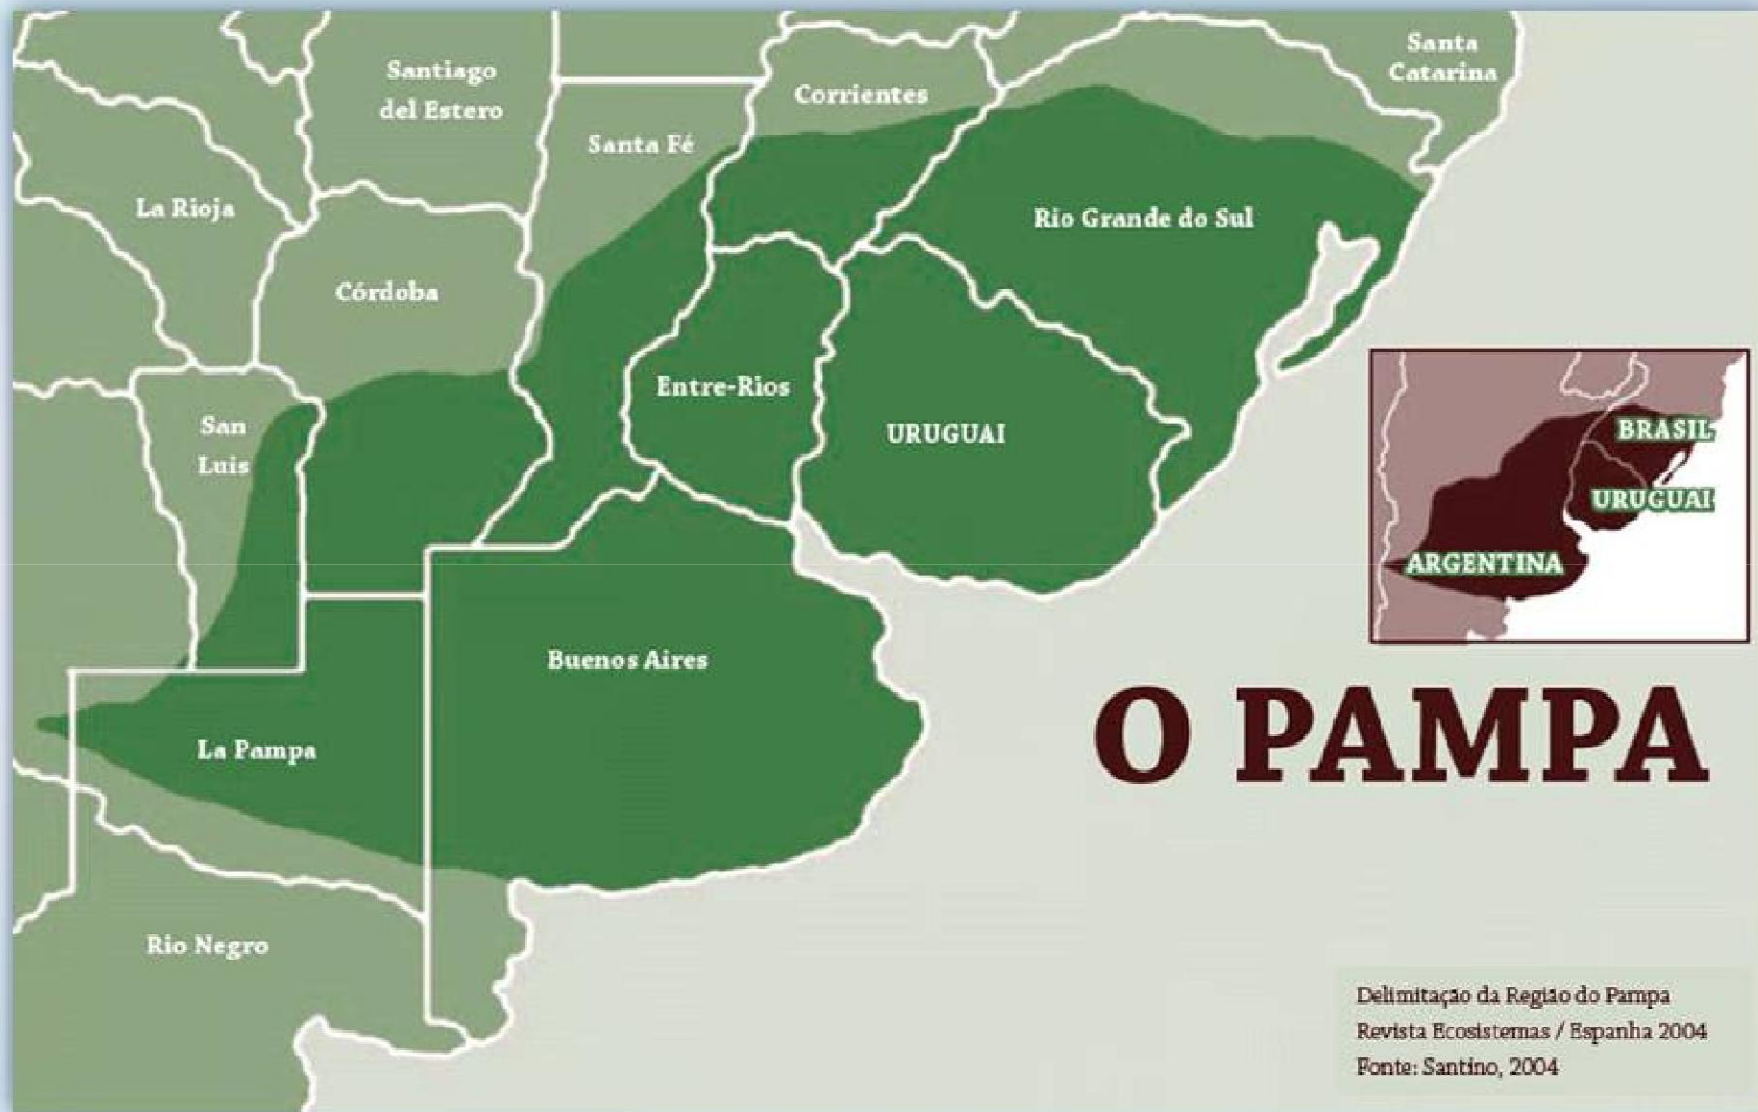 Santa
Catarina
Santiago
del Estero
Corrientes
Santa Fé
La Rioja
Rio Grande do Sul
Córdoba
Entre-Rios
San
Luis
URUGUAI
BRASIL
URUGUAI
ARGENTINA
Buenos Aires
La Pampa
O PAMPA
Rio Negro
Delimitação da Região do Pampa
Revista Ecosistemas / Espanha 2004
Fonte: Santino, 2004